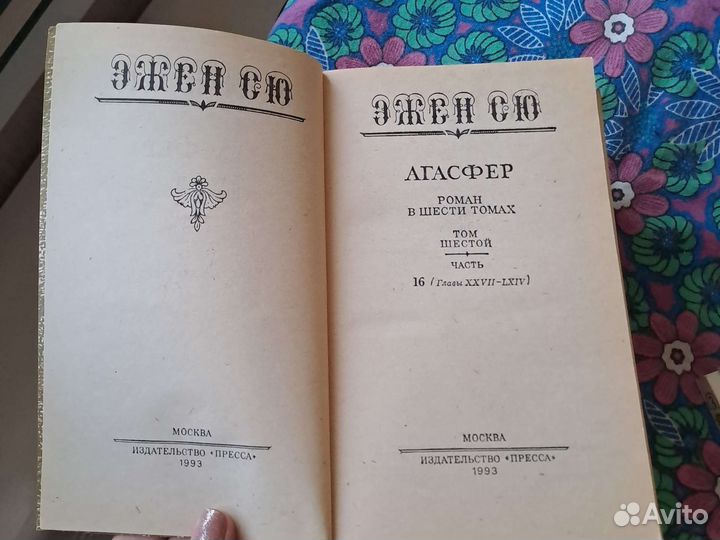 ЭЖЕН СЮ
МОСКВА
ИЗДАТЕЛЬСТВО «ПРЕССА»
1993
ЭЖЕН СЮ
АГАСФЕР
РОМАН
В ШЕСТИ ТОМАХ
ТОМ
ШЕСТОЙ
ЧАСТЬ
16 (Главы XXVII–LXIV)
МОСКВА
ИЗДАТЕЛЬСТВО «ПРЕССА»
1993
Avito